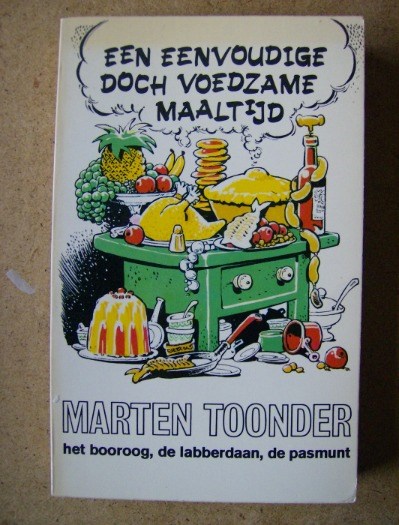 EEN EENVOUDIGE
DOCH VOEDZAME
MAALTIJD
MARTEN TOONDER
het booroog, de labberdaan, de pasmunt